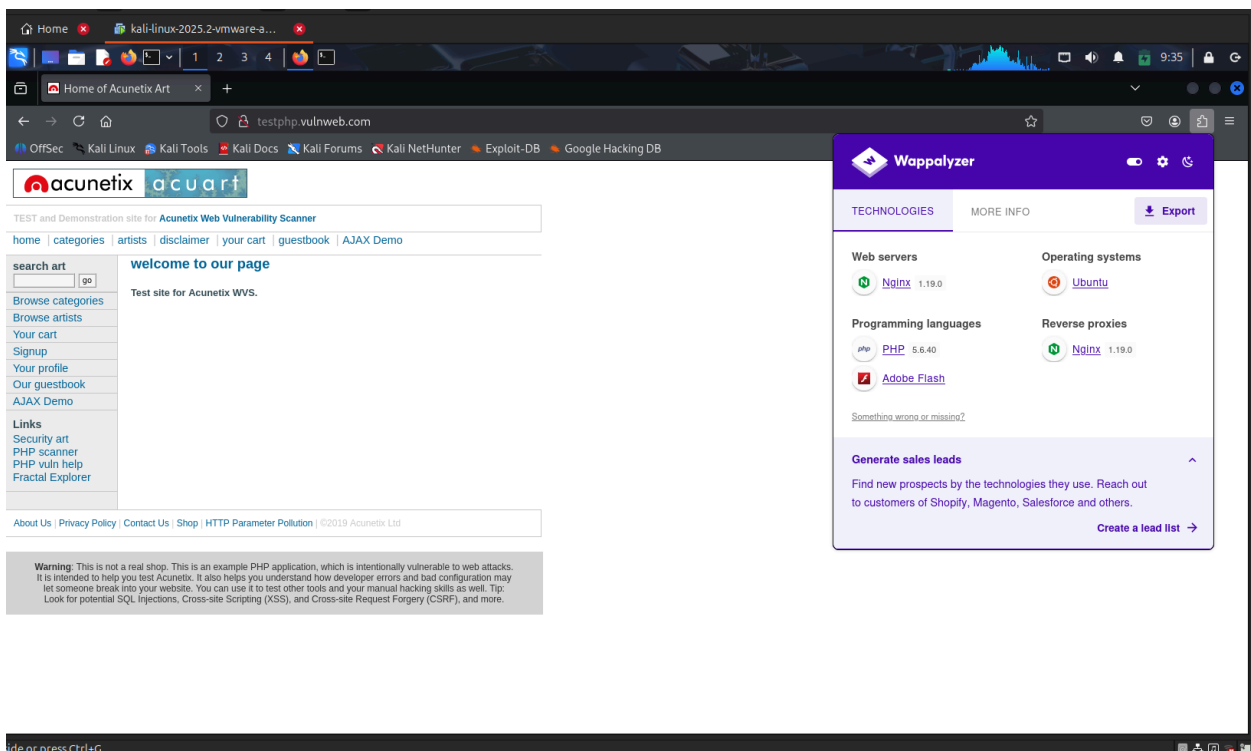 Home
kali-linux-2025.2-vmware-a...
1 2 3 4
9:35
Home of Acunetix Art
testphp.vulnweb.com
OffSec Kali Linux Kali Tools Kali Docs Kali Forums Kali NetHunter Exploit-DB Google Hacking DB
acunetix acuart
TEST and Demonstration site for Acunetix Web Vulnerability Scanner
home | categories | artists | disclaimer | your cart | guestbook | AJAX Demo
search art
go
Browse categories
Browse artists
Your cart
Signup
Your profile
Our guestbook
AJAX Demo
Links
Security art
PHP scanner
PHP vuln help
Fractal Explorer
welcome to our page
Test site for Acunetix WVS.
About Us | Privacy Policy | Contact Us | Shop | HTTP Parameter Pollution | ©2019 Acunetix Ltd
Warning: This is not a real shop. This is an example PHP application, which is intentionally vulnerable to web attacks.
It is intended to help you test Acunetix. It also helps you understand how developer errors and bad configuration may
let someone break into your website. You can use it to test other tools and your manual hacking skills as well. Tip:
Look for potential SQL Injections, Cross-site Scripting (XSS), and Cross-site Request Forgery (CSRF), and more.
Wappalyzer
TECHNOLOGIES MORE INFO Export
Web servers
Nginx 1.19.0
Operating systems
Ubuntu
Programming languages
php PHP 5.6.40
Adobe Flash
Reverse proxies
Nginx 1.19.0
Something wrong or missing?
Generate sales leads
Find new prospects by the technologies they use. Reach out
to customers of Shopify, Magento, Salesforce and others.
Create a lead list →
or press Ctrl+G